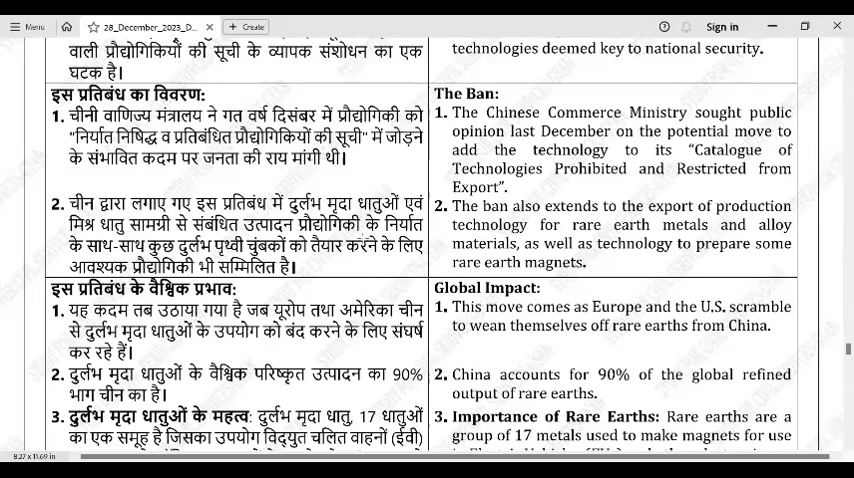 Menu
28_December_2023_D...
+ Create
Sign in
वाली प्रौद्योगिकियों की सूची के व्यापक संशोधन का एक
घटक है।
technologies deemed key to national security.
इस प्रतिबंध का विवरण:
1. चीनी वाणिज्य मंत्रालय ने गत वर्ष दिसंबर में प्रौद्योगिकी को
"निर्यात निषिद्ध व प्रतिबंधित प्रौद्योगिकियों की सूची" में जोड़ने
के संभावित कदम पर जनता की राय मांगी थी।
2. चीन द्वारा लगाए गए इस प्रतिबंध में दुर्लभ मृदा धातुओं एवं
मिश्र धातु सामग्री से संबंधित उत्पादन प्रौद्योगिकी के निर्यात
के साथ-साथ कुछ दुर्लभ पृथ्वी चुंबकों को तैयार करने के लिए
आवश्यक प्रौद्योगिकी भी सम्मिलित है।
The Ban:
1. The Chinese Commerce Ministry sought public
opinion last December on the potential move to
add the technology to its “Catalogue of
Technologies Prohibited and Restricted from
Export”.
2. The ban also extends to the export of production
technology for rare earth metals and alloy
materials, as well as technology to prepare some
rare earth magnets.
इस प्रतिबंध के वैश्विक प्रभाव:
1. यह कदम तब उठाया गया है जब यूरोप तथा अमेरिका चीन
से दुर्लभ मृदा धातुओं के उपयोग को बंद करने के लिए संघर्ष
कर रहे हैं।
2. दुर्लभ मृदा धातुओं के वैश्विक परिष्कृत उत्पादन का 90%
भाग चीन का है।
3. दुर्लभ मृदा धातुओं के महत्व: दुर्लभ मृदा धातु, 17 धातुओं
का एक समूह है जिसका उपयोग विद्युत चलित वाहनों (ईवी)
Global Impact:
1. This move comes as Europe and the U.S. scramble
to wean themselves off rare earths from China.
2. China accounts for 90% of the global refined
output of rare earths.
3. Importance of Rare Earths: Rare earths are a
group of 17 metals used to make magnets for use
8.27 x 11.69 in